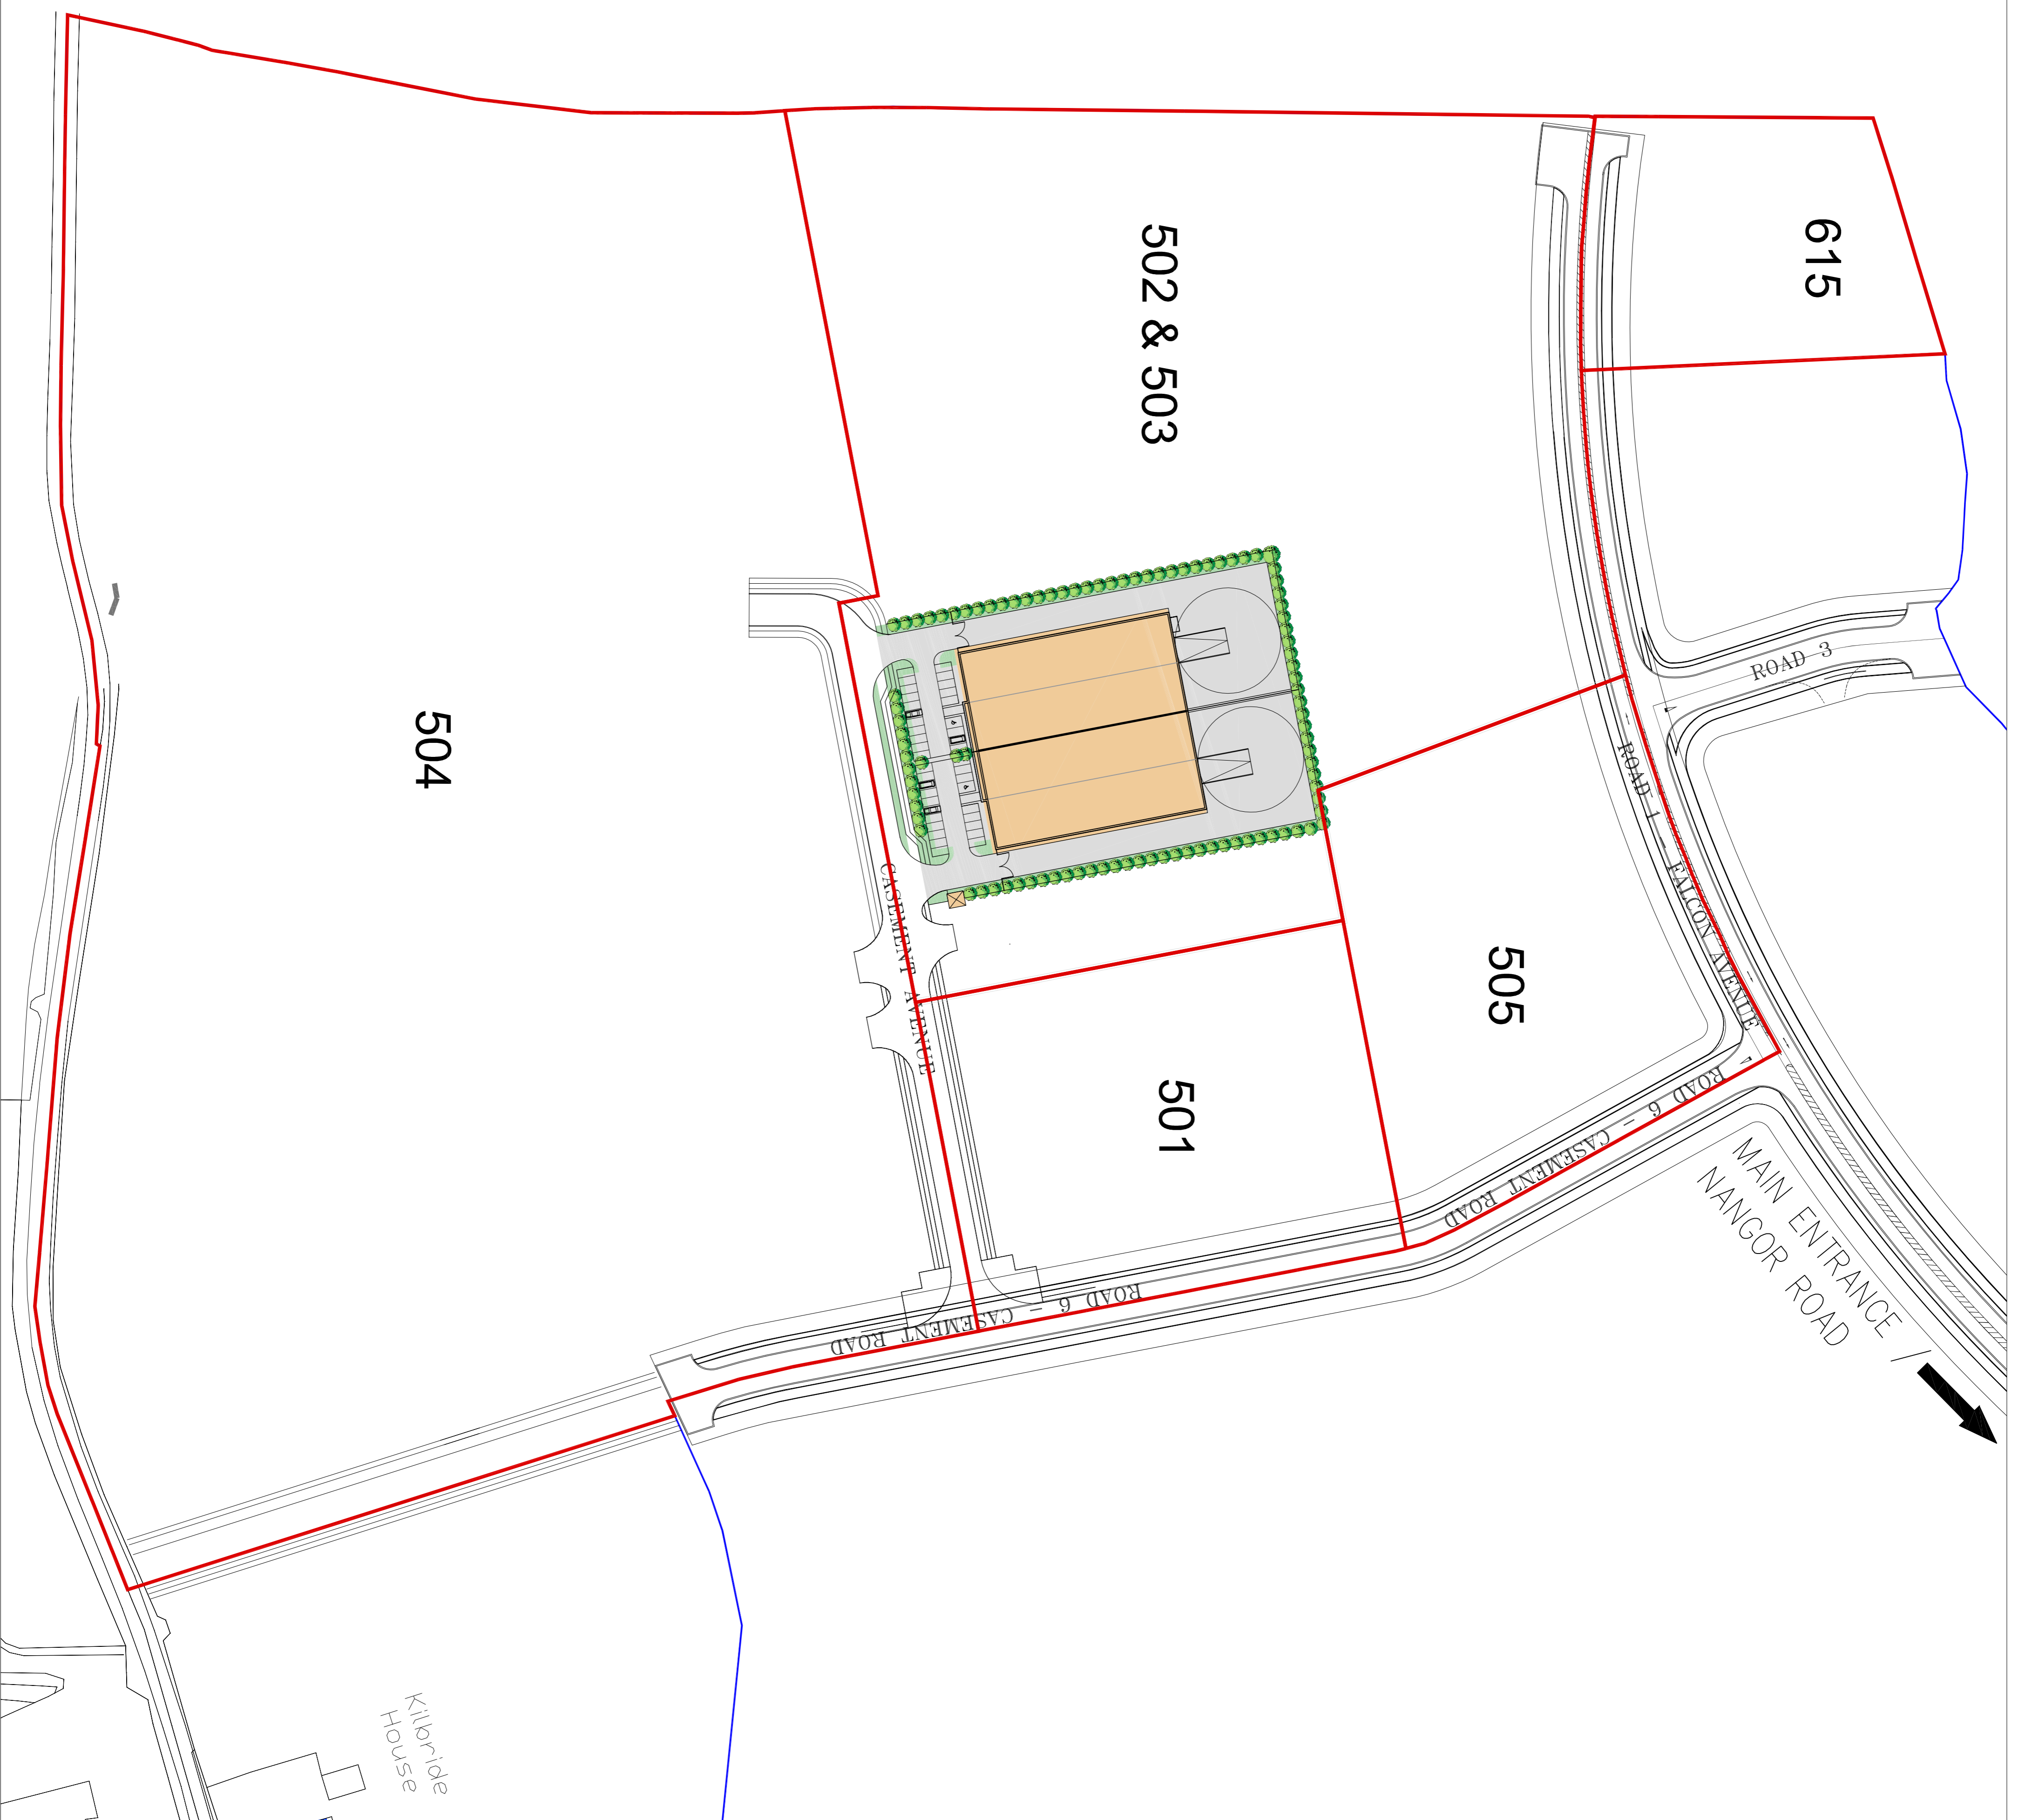 615
502 & 503
504
505
501
ROAD 3
ROAD 1 - FALCON AVENUE
CASEMENT AVENUE
ROAD 6 - CASEMENT ROAD
ROAD 6 - CASEMENT ROAD
MAIN ENTRANCE /
NANGOR ROAD
Kilbride
House